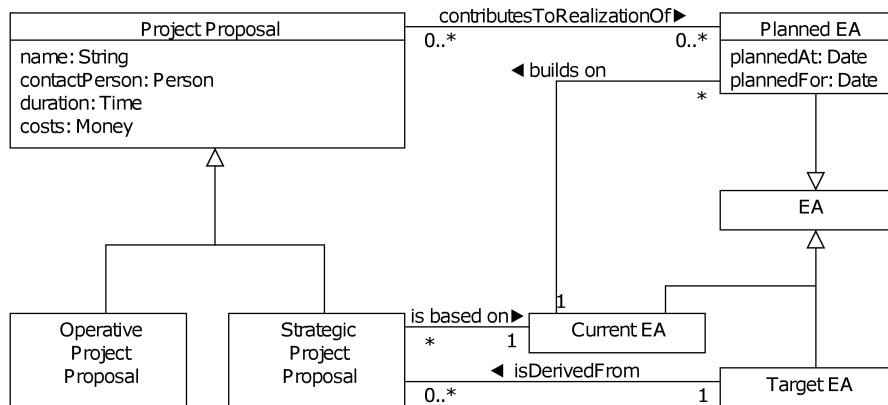 Project Proposal
name: String
contactPerson: Person
duration: Time
costs: Money
contributesToRealizationOf ▶
0..*
0..*
Planned EA
plannedAt: Date
plannedFor: Date
◀ builds on
*
EA
1
Operative
Project
Proposal
Strategic
Project
Proposal
is based on ▶
*
1
Current EA
◀ isDerivedFrom
0..*
1
Target EA